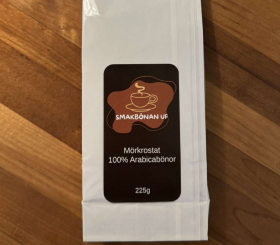 SMAKBÖNAN UF
Mörkrostat
100% Arabicabönor
225g